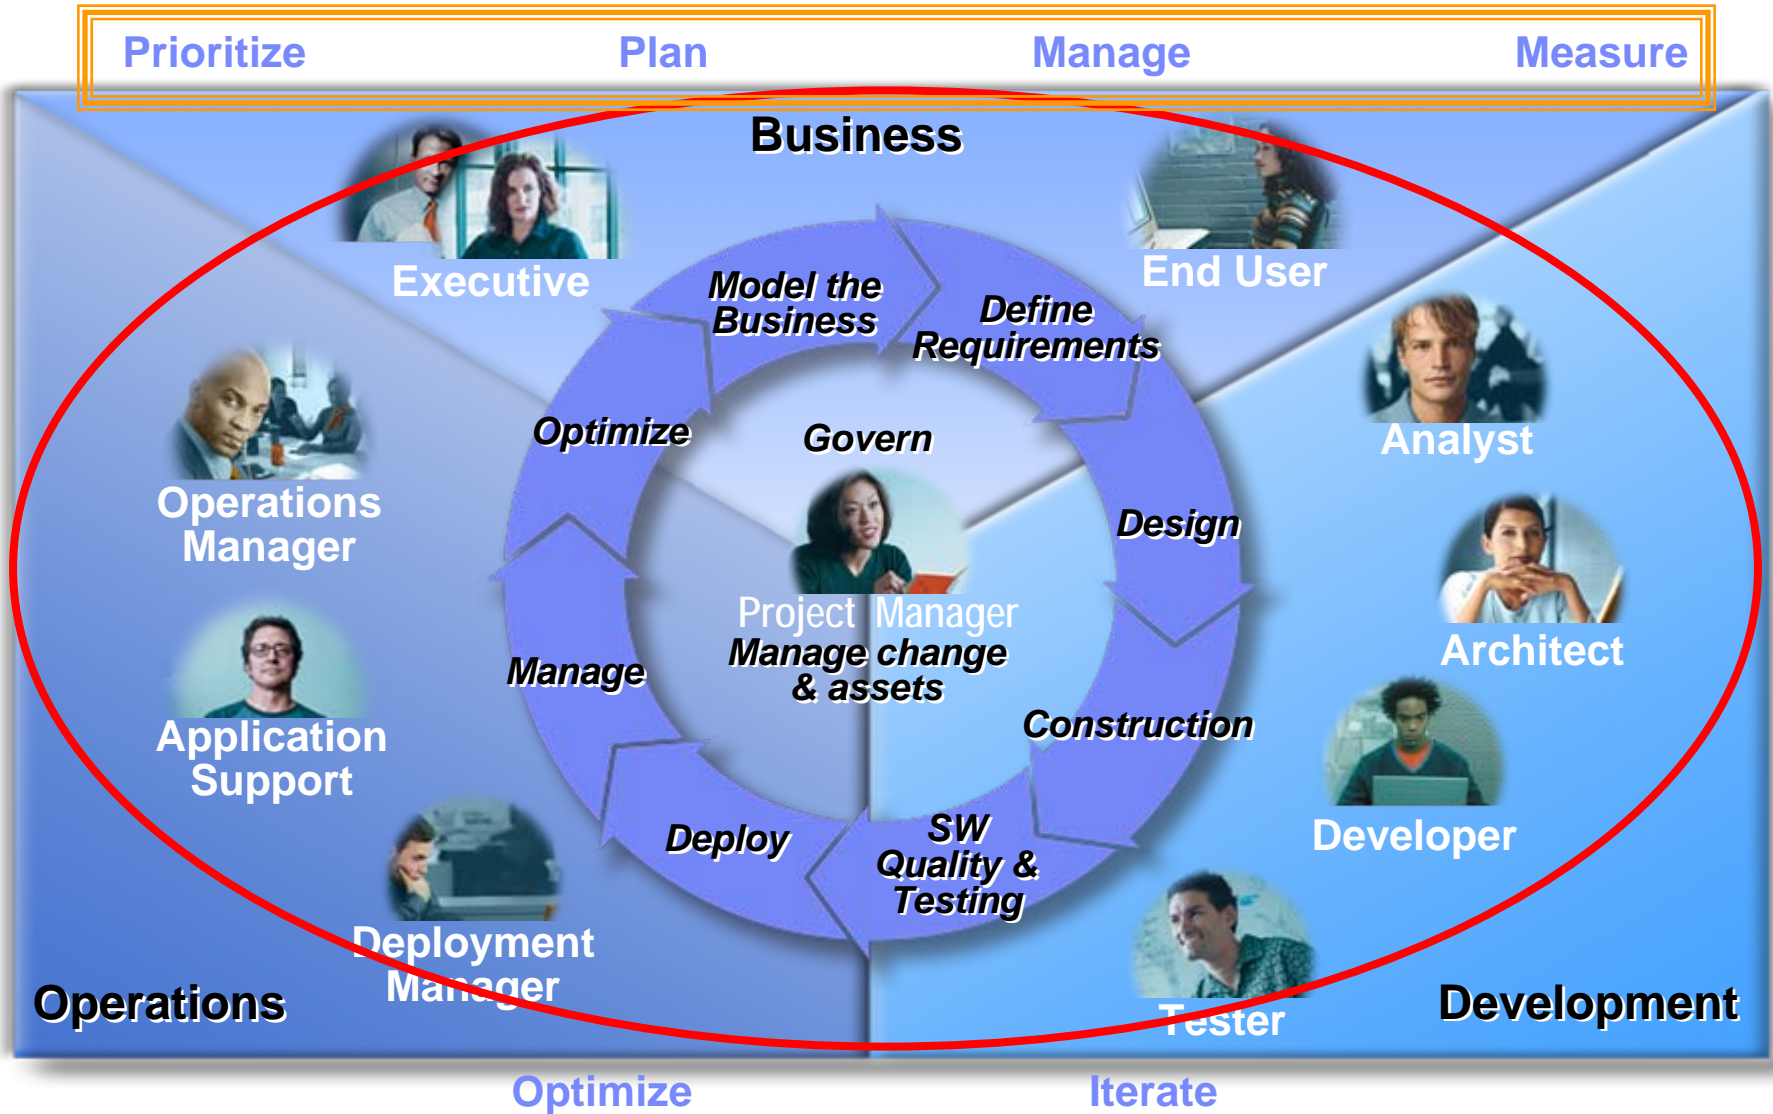 Prioritize Plan Manage Measure
Business
Executive
End User
Model the
Business
Define
Requirements
Analyst
Optimize
Govern
Operations
Manager
Design
Project Manager
Manage change
& assets
Architect
Manage
Construction
Application
Support
Developer
Deploy
SW
Quality &
Testing
Deployment
Manager
Tester
Operations
Development
Optimize Iterate